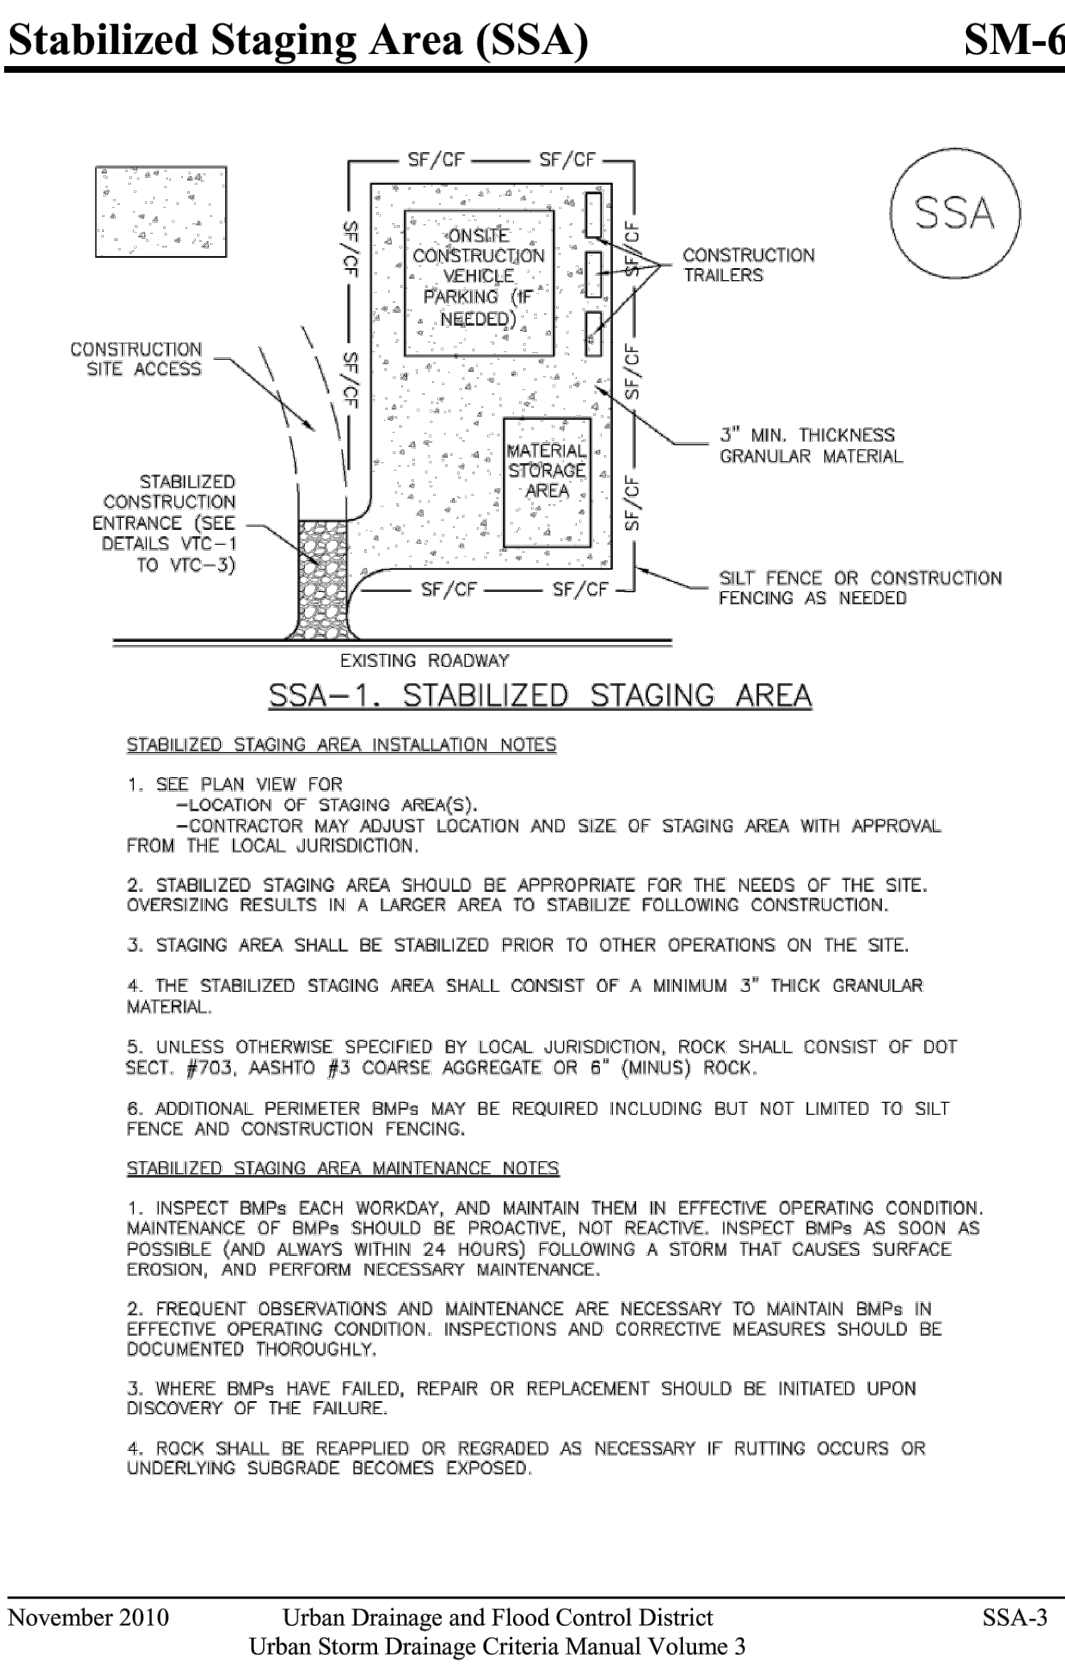 Stabilized Staging Area (SSA) SM-6
SF/CF SF/CF
SSA
SF/CF
SF/CF
ONSITE
CONSTRUCTION
VEHICLE
PARKING (IF
NEEDED)
CONSTRUCTION
TRAILERS
CONSTRUCTION
SITE ACCESS
SF/CF
SF/CF
3" MIN. THICKNESS
GRANULAR MATERIAL
MATERIAL
STORAGE
AREA
STABILIZED
CONSTRUCTION
ENTRANCE (SEE
DETAILS VTC-1
TO VTC-3)
SF/CF
SF/CF SF/CF
SILT FENCE OR CONSTRUCTION
FENCING AS NEEDED
EXISTING ROADWAY
SSA-1. STABILIZED STAGING AREA
STABILIZED STAGING AREA INSTALLATION NOTES
1. SEE PLAN VIEW FOR
-LOCATION OF STAGING AREA(S).
-CONTRACTOR MAY ADJUST LOCATION AND SIZE OF STAGING AREA WITH APPROVAL
FROM THE LOCAL JURISDICTION.
2. STABILIZED STAGING AREA SHOULD BE APPROPRIATE FOR THE NEEDS OF THE SITE.
OVERSIZING RESULTS IN A LARGER AREA TO STABILIZE FOLLOWING CONSTRUCTION.
3. STAGING AREA SHALL BE STABILIZED PRIOR TO OTHER OPERATIONS ON THE SITE.
4. THE STABILIZED STAGING AREA SHALL CONSIST OF A MINIMUM 3" THICK GRANULAR
MATERIAL.
5. UNLESS OTHERWISE SPECIFIED BY LOCAL JURISDICTION, ROCK SHALL CONSIST OF DOT
SECT. #703, AASHTO #3 COARSE AGGREGATE OR 6" (MINUS) ROCK.
6. ADDITIONAL PERIMETER BMPs MAY BE REQUIRED INCLUDING BUT NOT LIMITED TO SILT
FENCE AND CONSTRUCTION FENCING.
STABILIZED STAGING AREA MAINTENANCE NOTES
1. INSPECT BMPs EACH WORKDAY, AND MAINTAIN THEM IN EFFECTIVE OPERATING CONDITION.
MAINTENANCE OF BMPs SHOULD BE PROACTIVE, NOT REACTIVE. INSPECT BMPs AS SOON AS
POSSIBLE (AND ALWAYS WITHIN 24 HOURS) FOLLOWING A STORM THAT CAUSES SURFACE
EROSION, AND PERFORM NECESSARY MAINTENANCE.
2. FREQUENT OBSERVATIONS AND MAINTENANCE ARE NECESSARY TO MAINTAIN BMPs IN
EFFECTIVE OPERATING CONDITION. INSPECTIONS AND CORRECTIVE MEASURES SHOULD BE
DOCUMENTED THOROUGHLY.
3. WHERE BMPs HAVE FAILED, REPAIR OR REPLACEMENT SHOULD BE INITIATED UPON
DISCOVERY OF THE FAILURE.
4. ROCK SHALL BE REAPPLIED OR REGRADED AS NECESSARY IF RUTTING OCCURS OR
UNDERLYING SUBGRADE BECOMES EXPOSED.
November 2010 Urban Drainage and Flood Control District SSA-3
Urban Storm Drainage Criteria Manual Volume 3